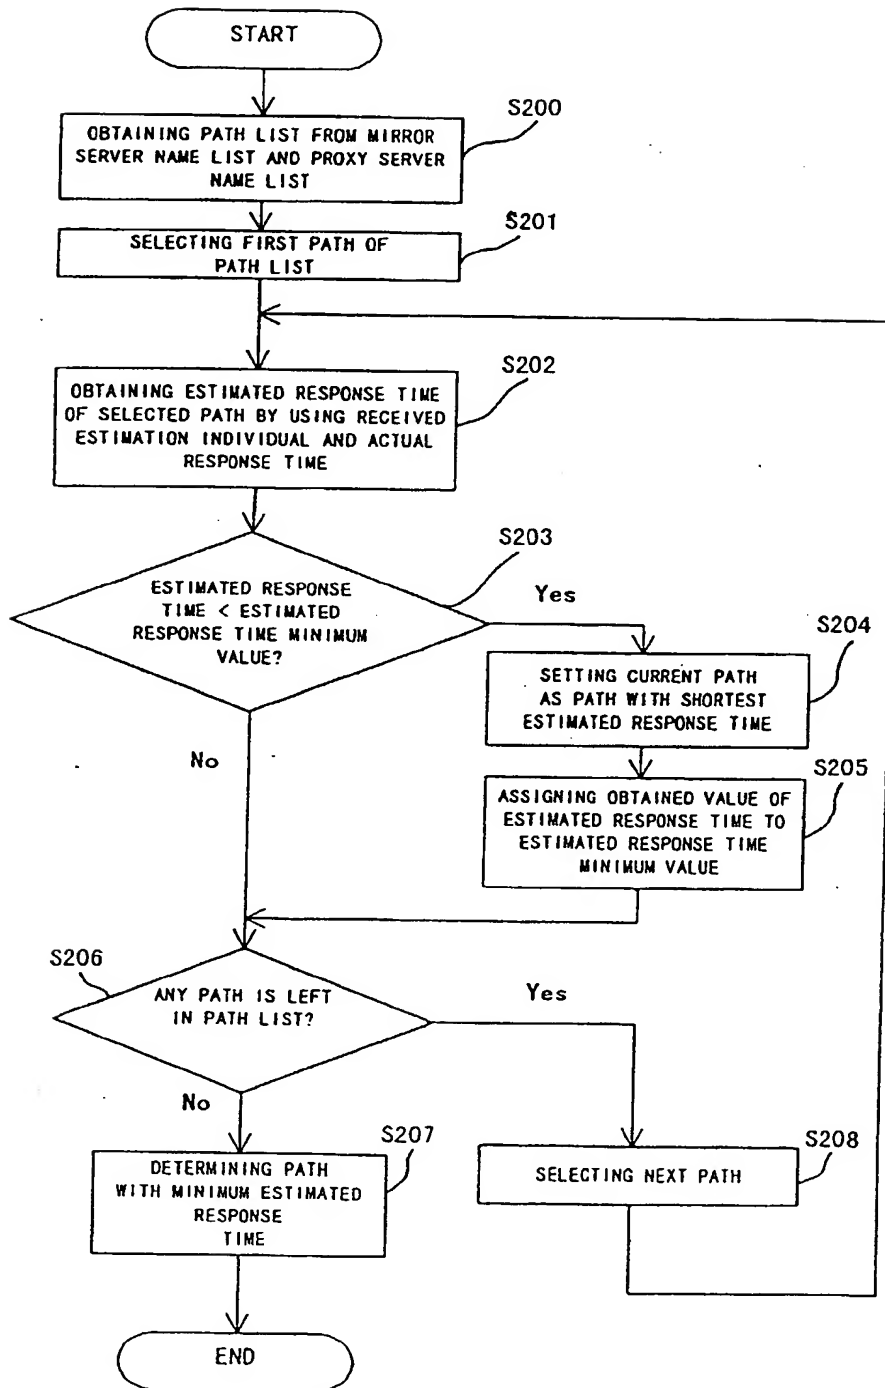 START
S200
OBTAINING PATH LIST FROM MIRROR
SERVER NAME LIST AND PROXY SERVER
NAME LIST
S201
SELECTING FIRST PATH OF
PATH LIST
S202
OBTAINING ESTIMATED RESPONSE TIME
OF SELECTED PATH BY USING RECEIVED
ESTIMATION INDIVIDUAL AND ACTUAL
RESPONSE TIME
S203
ESTIMATED RESPONSE
TIME < ESTIMATED
RESPONSE TIME MINIMUM
VALUE?
Yes
S204
SETTING CURRENT PATH
AS PATH WITH SHORTEST
ESTIMATED RESPONSE TIME
No
S205
ASSIGNING OBTAINED VALUE OF
ESTIMATED RESPONSE TIME TO
ESTIMATED RESPONSE TIME
MINIMUM VALUE
S206
ANY PATH IS LEFT
IN PATH LIST?
Yes
No
S207
DETERMINING PATH
WITH MINIMUM ESTIMATED
RESPONSE
TIME
S208
SELECTING NEXT PATH
END